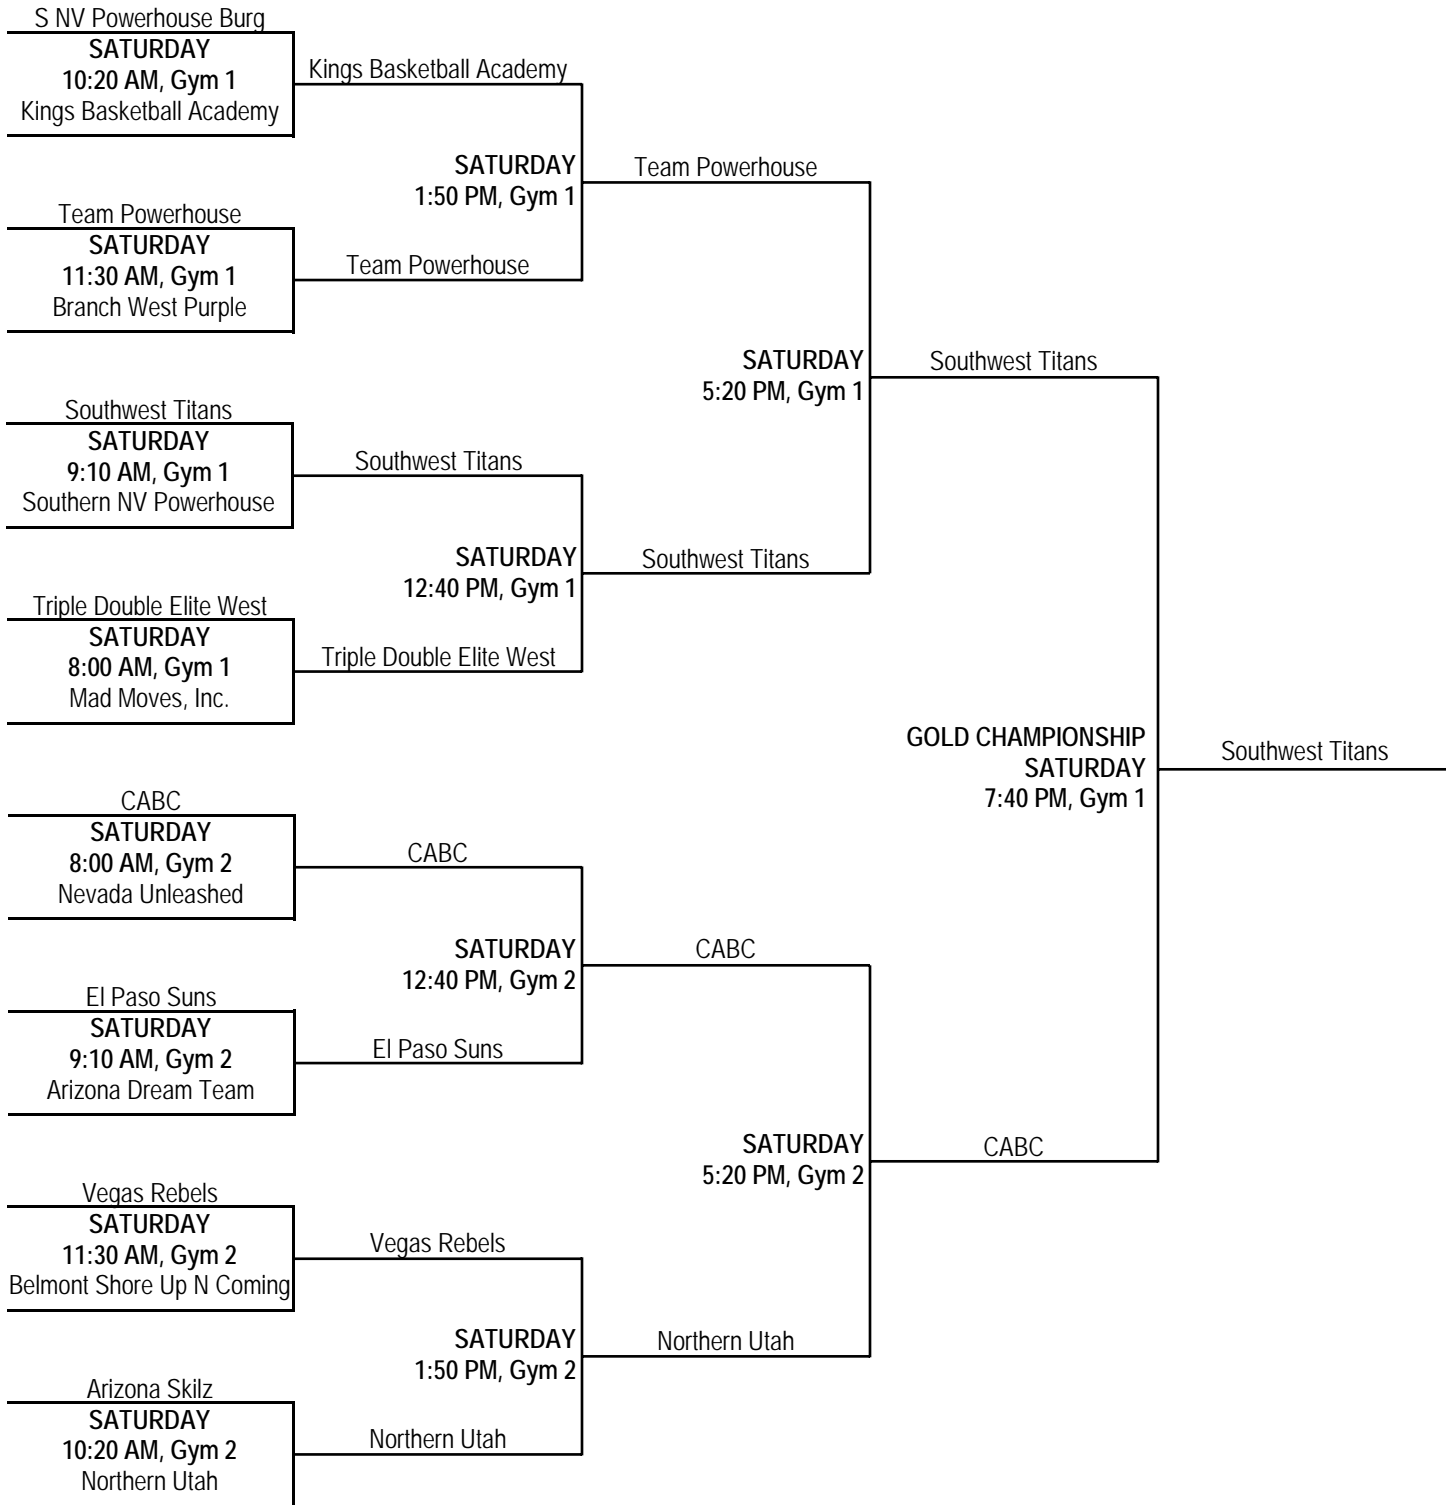 S NV Powerhouse Burg
SATURDAY
10:20 AM, Gym 1
Kings Basketball Academy
Team Powerhouse
SATURDAY
11:30 AM, Gym 1
Branch West Purple
Southwest Titans
SATURDAY
9:10 AM, Gym 1
Southern NV Powerhouse
Triple Double Elite West
SATURDAY
8:00 AM, Gym 1
Mad Moves, Inc.
CABC
SATURDAY
8:00 AM, Gym 2
Nevada Unleashed
El Paso Suns
SATURDAY
9:10 AM, Gym 2
Arizona Dream Team
Vegas Rebels
SATURDAY
11:30 AM, Gym 2
Belmont Shore Up N Coming
Arizona Skilz
SATURDAY
10:20 AM, Gym 2
Northern Utah
Kings Basketball Academy
SATURDAY
1:50 PM, Gym 1
Team Powerhouse
Southwest Titans
SATURDAY
12:40 PM, Gym 1
Triple Double Elite West
CABC
SATURDAY
12:40 PM, Gym 2
El Paso Suns
Vegas Rebels
SATURDAY
1:50 PM, Gym 2
Northern Utah
Team Powerhouse
SATURDAY
5:20 PM, Gym 1
Southwest Titans
CABC
SATURDAY
5:20 PM, Gym 2
Northern Utah
Southwest Titans
GOLD CHAMPIONSHIP
SATURDAY
7:40 PM, Gym 1
CABC
Southwest Titans